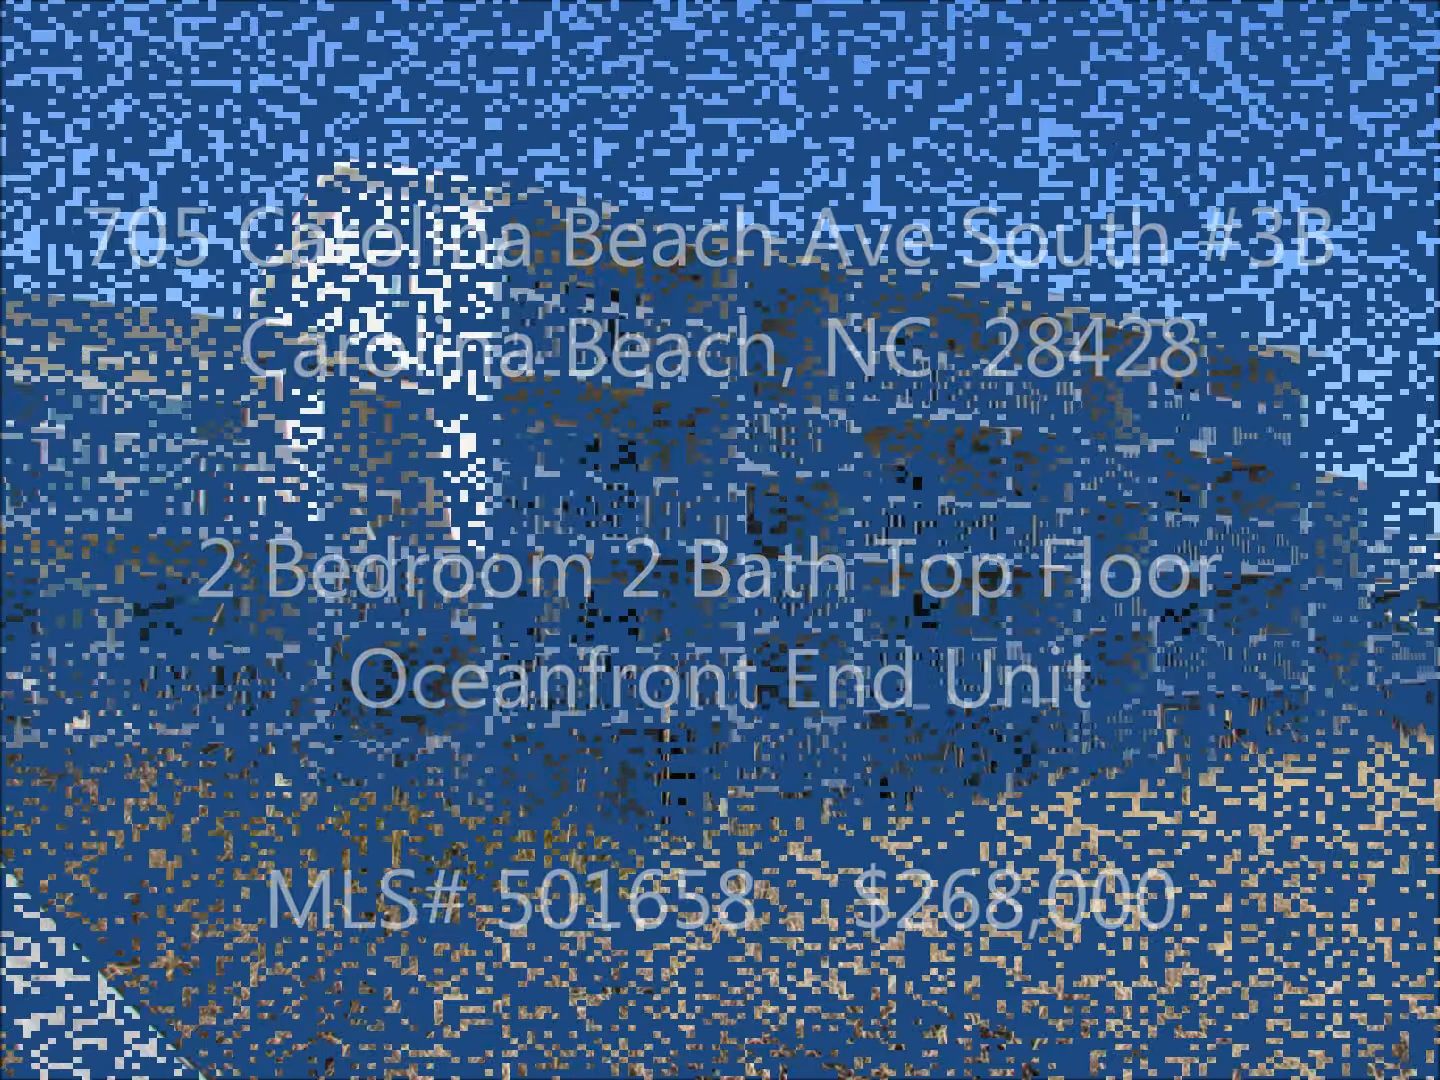 705 Carolina Beach Ave South #3B
Carolina Beach, NC  28428
2 Bedroom 2 Bath Top Floor
Oceanfront End Unit
MLS# 501658     $268,000